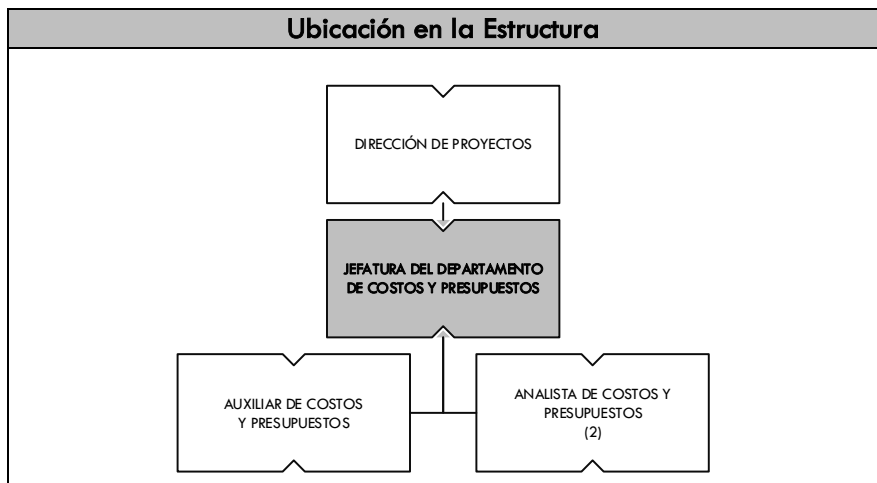 Ubicación en la Estructura
DIRECCIÓN DE PROYECTOS
JEFATURA DEL DEPARTAMENTO
DE COSTOS Y PRESUPUESTOS
AUXILIAR DE COSTOS
Y PRESUPUESTOS
ANALISTA DE COSTOS Y
PRESUPUESTOS
(2)